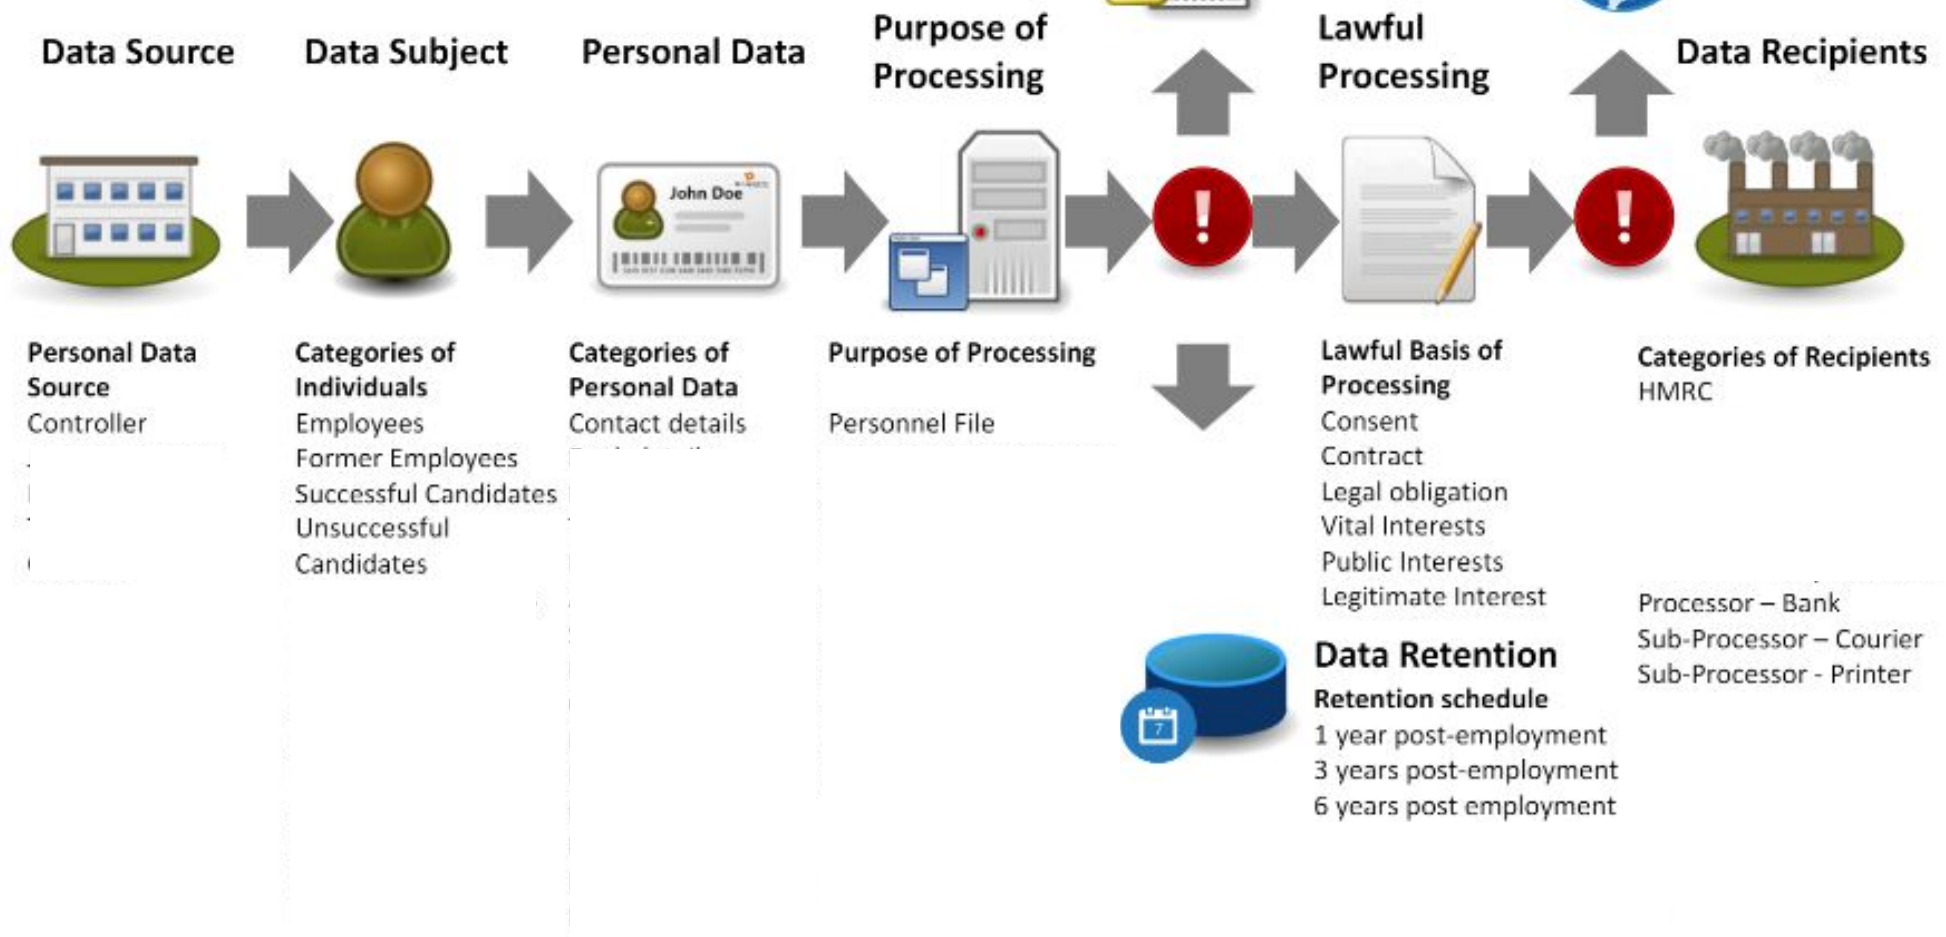 Data Source
Data Subject
Personal Data
Purpose of
Processing
Lawful
Processing
Data Recipients
John Doe
Personal Data
Source
Controller
Categories of
Individuals
Employees
Former Employees
Successful Candidates
Unsuccessful
Candidates
Categories of
Personal Data
Contact details
Purpose of Processing
Personnel File
Lawful Basis of
Processing
Consent
Contract
Legal obligation
Vital Interests
Public Interests
Legitimate Interest
Categories of Recipients
HMRC
Processor – Bank
Sub-Processor – Courier
Sub-Processor - Printer
7
Data Retention
Retention schedule
1 year post-employment
3 years post-employment
6 years post employment